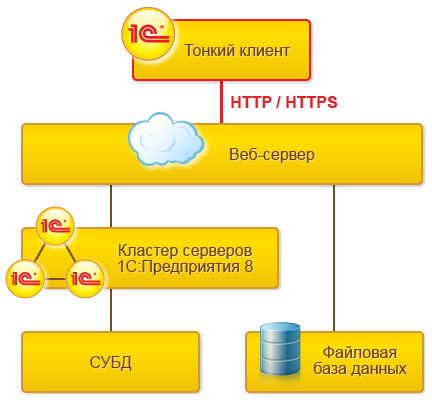 1С
Тонкий клиент
HTTP / HTTPS
Веб-сервер
1С
Кластер серверов
1С:Предприятия 8
1С
1С
СУБД
Файловая
база данных